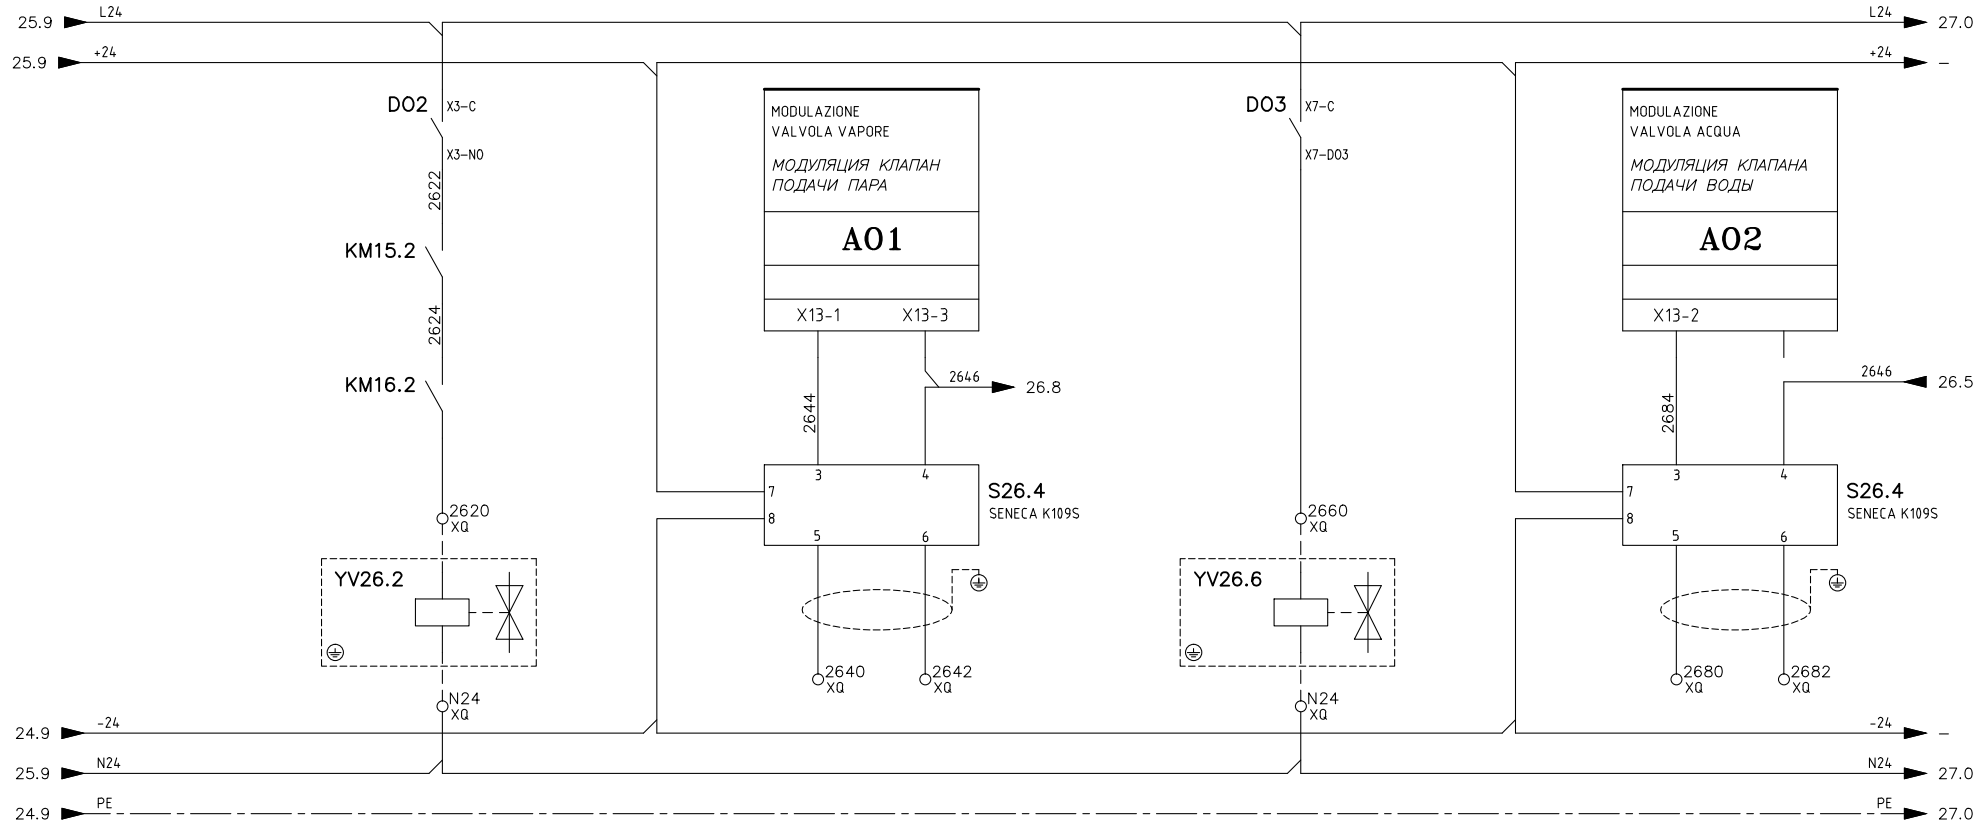 25.9 L24 L24 27.0
25.9 +24 +24 –
DO2 X3-C
X3-NO
2622
KM15.2
2624
KM16.2
2620
XQ
YV26.2
N24
XQ
MODULAZIONE
VALVOLA VAPORE
МОДУЛЯЦИЯ КЛАПАН
ПОДАЧИ ПАРА
AO1
X13-1 X13-3
2644
2646 26.8
3 4
7
8
5 6
S26.4
SENECA K109S
2640
XQ
2642
XQ
DO3 X7-C
X7-DO3
2660
XQ
YV26.6
N24
XQ
MODULAZIONE
VALVOLA ACQUA
МОДУЛЯЦИЯ КЛАПАНА
ПОДАЧИ ВОДЫ
AO2
X13-2
2684
2646 26.5
3 4
7
8
5 6
S26.4
SENECA K109S
2680
XQ
2682
XQ
24.9 -24 -24 –
25.9 N24 N24 27.0
24.9 PE PE 27.0